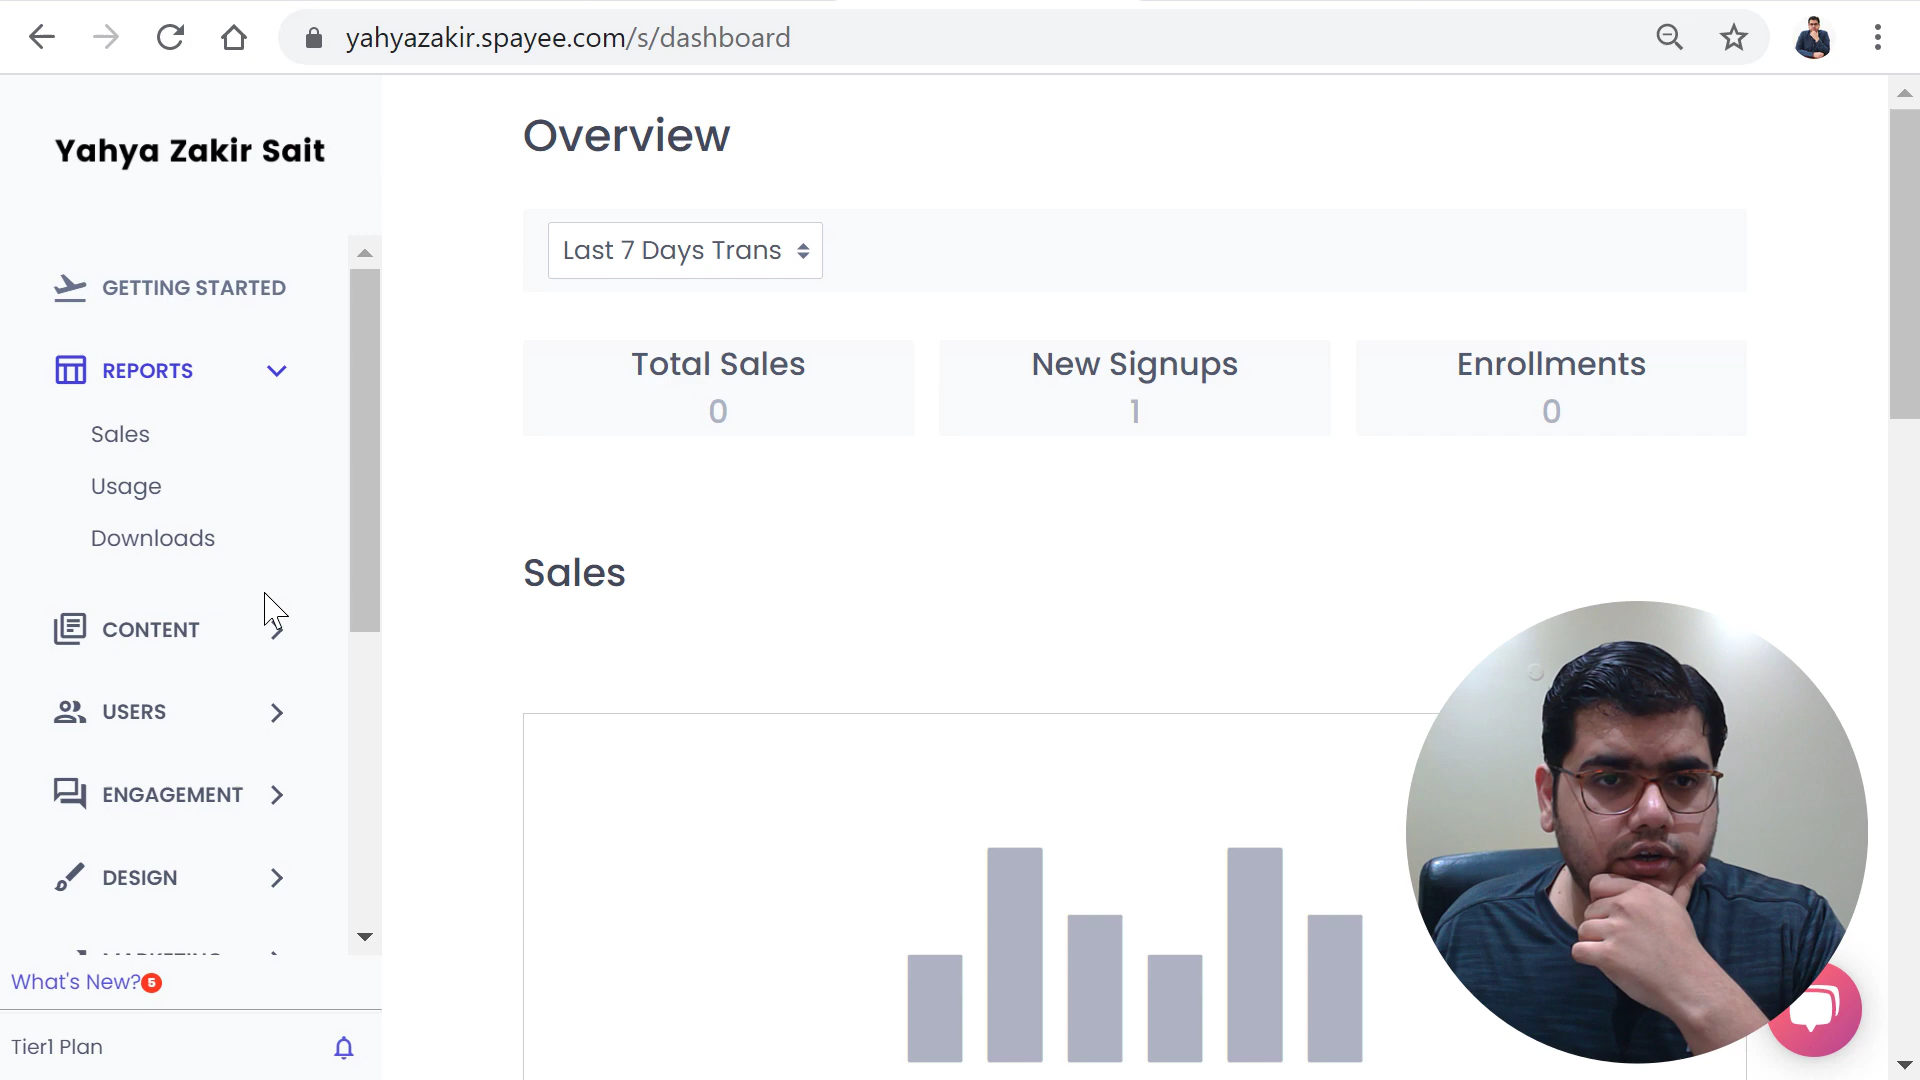 yahyazakir.spayee.com/s/dashboard
Yahya Zakir Sait
GETTING STARTED
REPORTS
Sales
Usage
Downloads
CONTENT
USERS
ENGAGEMENT
DESIGN
MARKETING
What's New? 5
Tier1 Plan
Overview
Last 7 Days Trans
Total Sales
0
New Signups
1
Enrollments
0
Sales